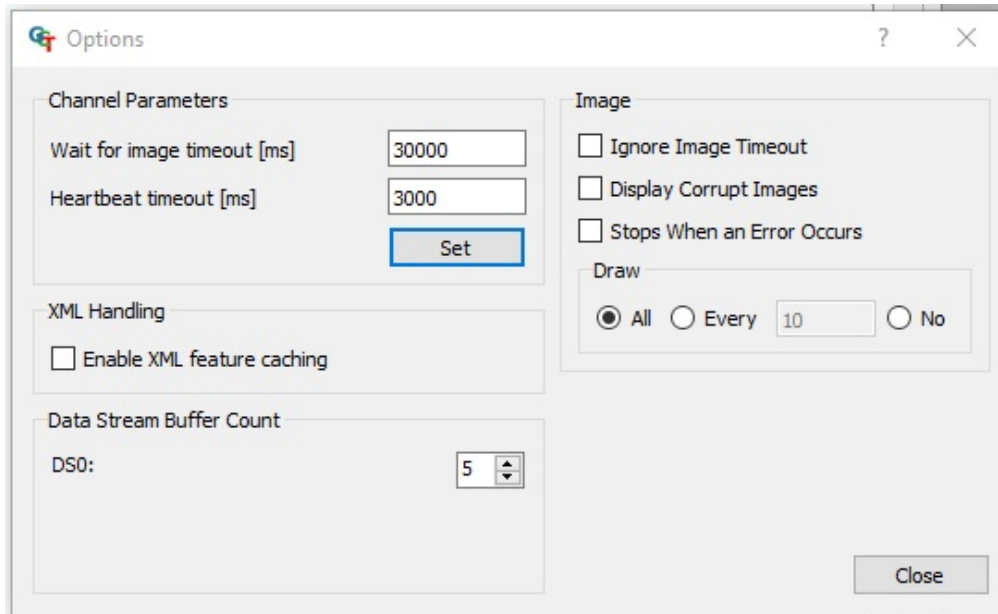 GCT Options ?
Channel Parameters
Wait for image timeout [ms] 30000
Heartbeat timeout [ms] 3000
Set
XML Handling
Enable XML feature caching
Data Stream Buffer Count
DS0: 5
Image
Ignore Image Timeout
Display Corrupt Images
Stops When an Error Occurs
Draw
All Every 10 No
Close